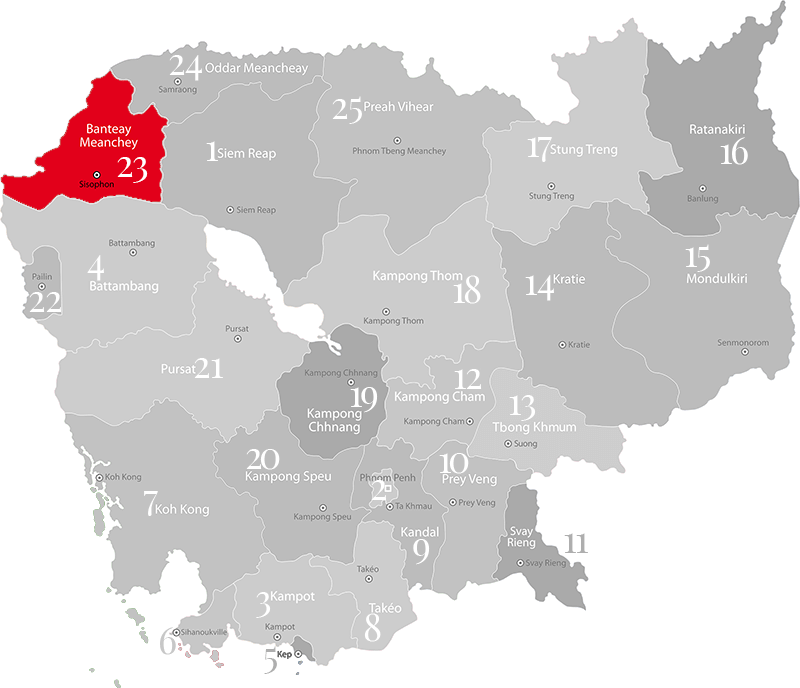 24 Oddar Meancheay
Samraong
Banteay
Meanchey
23
Sisophon
1 Siem Reap
Siem Reap
25 Preah Vihear
Phnom Tbeng Meanchey
17 Stung Treng
Stung Treng
Ratanakiri
16
Banlung
Battambang
4
Battambang
Pailin
22
Kampong Thom
18
Kampong Thom
14 Kratie
Kratie
15
Mondulkiri
Senmonorom
Pursat
Pursat 21
Kampong Chhnang
19
Kampong
Chhnang
12
Kampong Cham
Kampong Cham
13
Tbong Khmum
Suong
Koh Kong
7 Koh Kong
20
Kampong Speu
Kampong Speu
Phnom Penh
2
Ta Khmau
Kandal
9
10
Prey Veng
Prey Veng
Svay
Rieng
11
Svay Rieng
Takéo
Takéo
8
3 Kampot
Kampot
Sihanoukville
6
5 Kep